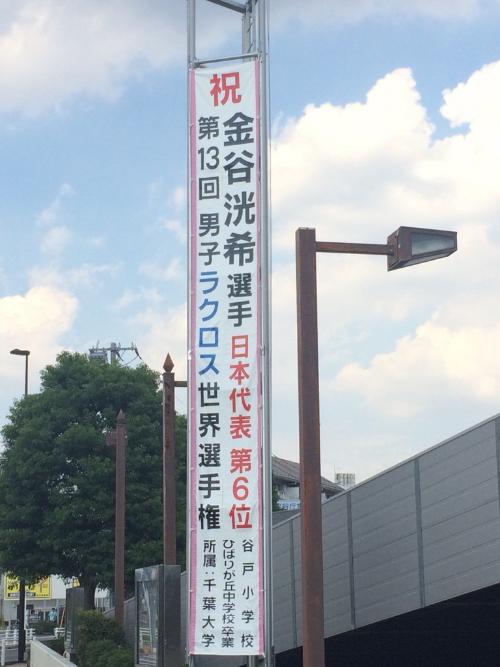 祝
金谷洸希選手 日本代表 第6位
第13回 男子ラクロス世界選手権
谷戸小学校
ひばりが丘中学校卒業
所属：千葉大学